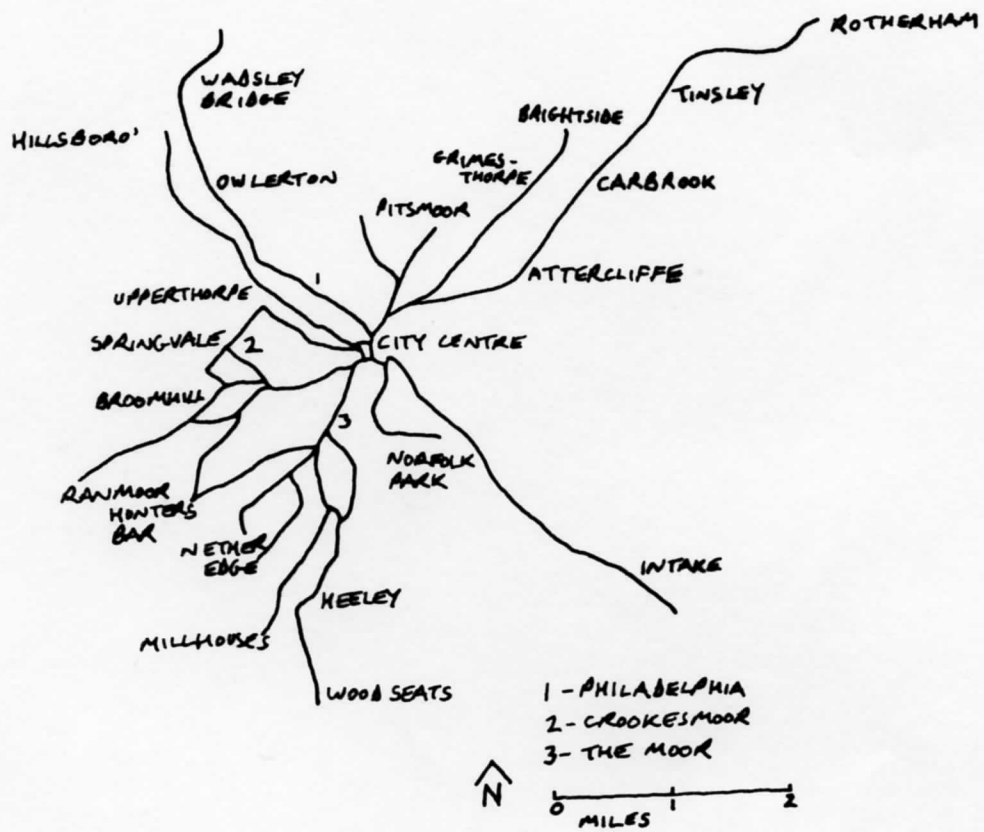 ROTHERHAM
WADSLEY
BRIDGE
TINSLEY
BRIGHTSIDE
HILLSBORO'
GRIMES-
THORPE
OWLERTON
CARBROOK
PITSMOOR
ATTERCLIFFE
1
UPPERTHORPE
SPRINGVALE
2
CITY CENTRE
BROOMHILL
3
NORFOLK
PARK
RANMOOR
HUNTERS
BAR
NETHER
EDGE
INTAKE
HEELEY
MILLHOUSES
WOODSEATS
1 - PHILADELPHIA
2 - CROOKESMOOR
3 - THE MOOR
N
0 1 2
MILES